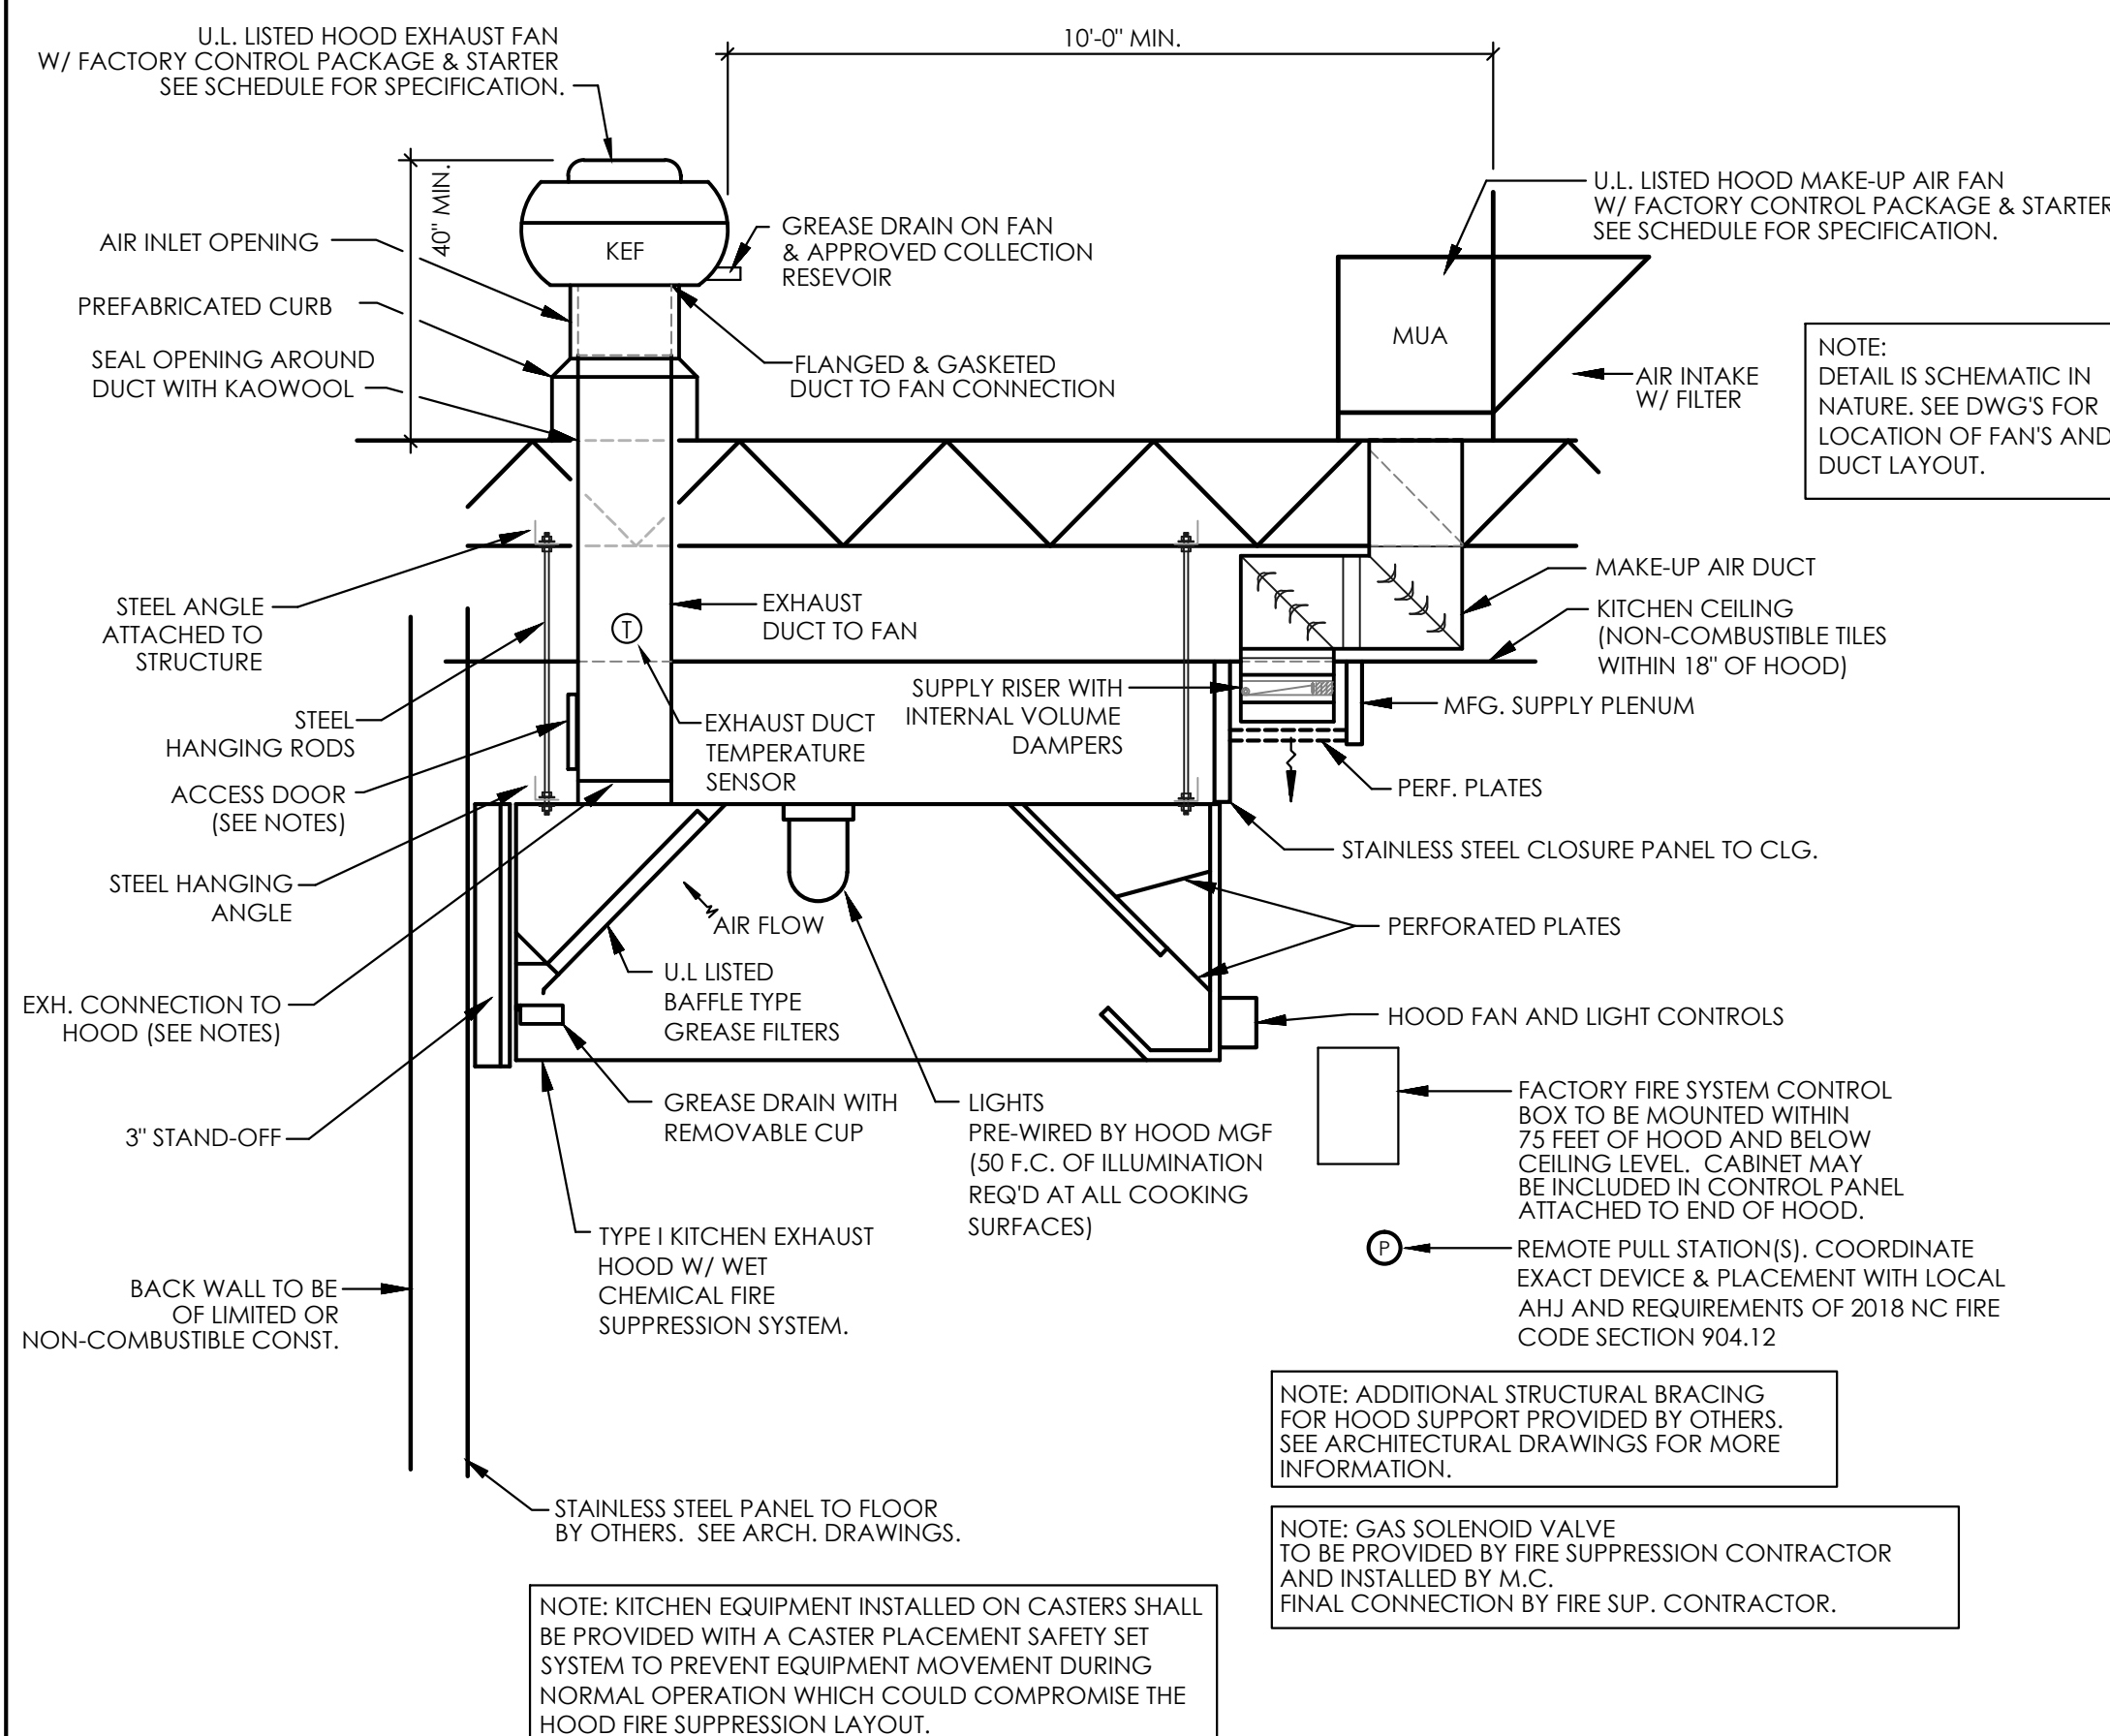 U.L. LISTED HOOD EXHAUST FAN
W/ FACTORY CONTROL PACKAGE & STARTER
SEE SCHEDULE FOR SPECIFICATION.
10'-0" MIN.
40" MIN.
AIR INLET OPENING
PREFABRICATED CURB
SEAL OPENING AROUND
DUCT WITH KAOWOOL
KEF
GREASE DRAIN ON FAN
& APPROVED COLLECTION
RESEVOIR
FLANGED & GASKETED
DUCT TO FAN CONNECTION
U.L. LISTED HOOD MAKE-UP AIR FAN
W/ FACTORY CONTROL PACKAGE & STARTER
SEE SCHEDULE FOR SPECIFICATION.
MUA
AIR INTAKE
W/ FILTER
NOTE:
DETAIL IS SCHEMATIC IN
NATURE. SEE DWG'S FOR
LOCATION OF FAN'S AND
DUCT LAYOUT.
STEEL ANGLE
ATTACHED TO
STRUCTURE
T
EXHAUST
DUCT TO FAN
MAKE-UP AIR DUCT
KITCHEN CEILING
(NON-COMBUSTIBLE TILES
WITHIN 18" OF HOOD)
STEEL
HANGING RODS
EXHAUST DUCT
TEMPERATURE
SENSOR
SUPPLY RISER WITH
INTERNAL VOLUME
DAMPERS
MFG. SUPPLY PLENUM
PERF. PLATES
ACCESS DOOR
(SEE NOTES)
STAINLESS STEEL CLOSURE PANEL TO CLG.
STEEL HANGING
ANGLE
AIR FLOW
PERFORATED PLATES
U.L LISTED
BAFFLE TYPE
GREASE FILTERS
EXH. CONNECTION TO
HOOD (SEE NOTES)
HOOD FAN AND LIGHT CONTROLS
3" STAND-OFF
GREASE DRAIN WITH
REMOVABLE CUP
LIGHTS
PRE-WIRED BY HOOD MGF
(50 F.C. OF ILLUMINATION
REQ'D AT ALL COOKING
SURFACES)
FACTORY FIRE SYSTEM CONTROL
BOX TO BE MOUNTED WITHIN
75 FEET OF HOOD AND BELOW
CEILING LEVEL. CABINET MAY
BE INCLUDED IN CONTROL PANEL
ATTACHED TO END OF HOOD.
TYPE I KITCHEN EXHAUST
HOOD W/ WET
CHEMICAL FIRE
SUPPRESSION SYSTEM.
P
REMOTE PULL STATION(S). COORDINATE
EXACT DEVICE & PLACEMENT WITH LOCAL
AHJ AND REQUIREMENTS OF 2018 NC FIRE
CODE SECTION 904.12
BACK WALL TO BE
OF LIMITED OR
NON-COMBUSTIBLE CONST.
NOTE: ADDITIONAL STRUCTURAL BRACING
FOR HOOD SUPPORT PROVIDED BY OTHERS.
SEE ARCHITECTURAL DRAWINGS FOR MORE
INFORMATION.
STAINLESS STEEL PANEL TO FLOOR
BY OTHERS. SEE ARCH. DRAWINGS.
NOTE: GAS SOLENOID VALVE
TO BE PROVIDED BY FIRE SUPPRESSION CONTRACTOR
AND INSTALLED BY M.C.
FINAL CONNECTION BY FIRE SUP. CONTRACTOR.
NOTE: KITCHEN EQUIPMENT INSTALLED ON CASTERS SHALL
BE PROVIDED WITH A CASTER PLACEMENT SAFETY SET
SYSTEM TO PREVENT EQUIPMENT MOVEMENT DURING
NORMAL OPERATION WHICH COULD COMPROMISE THE
HOOD FIRE SUPPRESSION LAYOUT.